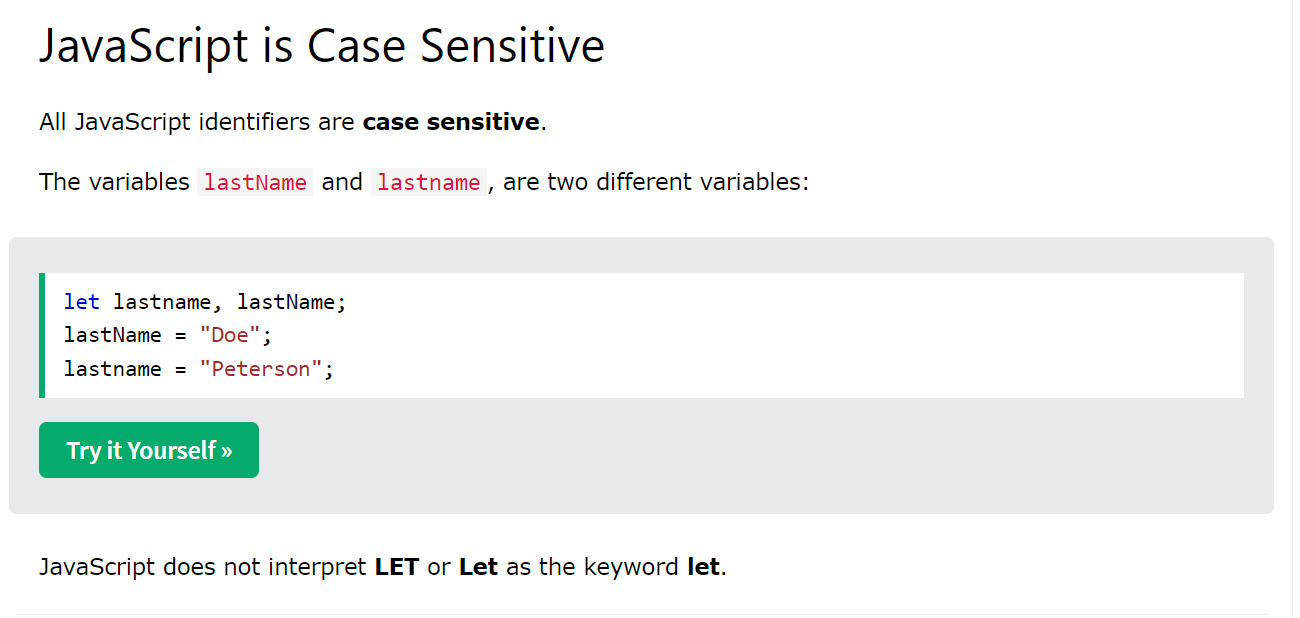 JavaScript is Case Sensitive
All JavaScript identifiers are case sensitive.
The variables lastName and lastname, are two different variables:
let lastname, lastName;
lastName = "Doe";
lastname = "Peterson";
Try it Yourself »
JavaScript does not interpret LET or Let as the keyword let.